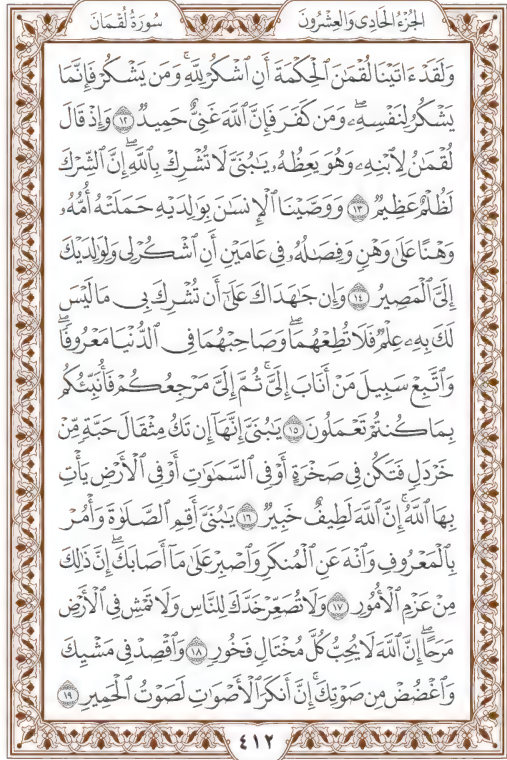 الجُزْءُ الحَادِى وَالعِشْرُونَ
سُورَةُ لُقْمَانَ
وَلَقَدْ ءَاتَيْنَا لُقْمَٰنَ ٱلْحِكْمَةَ أَنِ ٱشْكُرْ لِلَّهِۚ وَمَن يَشْكُرْ فَإِنَّمَا
يَشْكُرُ لِنَفْسِهِۦۖ وَمَن كَفَرَ فَإِنَّ ٱللَّهَ غَنِىٌّ حَمِيدٌ ١٢ وَإِذْ قَالَ
لُقْمَٰنُ لِٱبْنِهِۦ وَهُوَ يَعِظُهُۥ يَٰبُنَىَّ لَا تُشْرِكْ بِٱللَّهِۖ إِنَّ ٱلشِّرْكَ
لَظُلْمٌ عَظِيمٌ ١٣ وَوَصَّيْنَا ٱلْإِنسَٰنَ بِوَٰلِدَيْهِ حَمَلَتْهُ أُمُّهُۥ
وَهْنًا عَلَىٰ وَهْنٍ وَفِصَٰلُهُۥ فِى عَامَيْنِ أَنِ ٱشْكُرْ لِى وَلِوَٰلِدَيْكَ
إِلَىَّ ٱلْمَصِيرُ ١٤ وَإِن جَٰهَدَاكَ عَلَىٰٓ أَن تُشْرِكَ بِى مَا لَيْسَ
لَكَ بِهِۦ عِلْمٌ فَلَا تُطِعْهُمَاۖ وَصَاحِبْهُمَا فِى ٱلدُّنْيَا مَعْرُوفًاۖ
وَٱتَّبِعْ سَبِيلَ مَنْ أَنَابَ إِلَىَّۚ ثُمَّ إِلَىَّ مَرْجِعُكُمْ فَأُنَبِّئُكُم
بِمَا كُنتُمْ تَعْمَلُونَ ١٥ يَٰبُنَىَّ إِنَّهَآ إِن تَكُ مِثْقَالَ حَبَّةٍ مِّنْ
خَرْدَلٍ فَتَكُن فِى صَخْرَةٍ أَوْ فِى ٱلسَّمَٰوَٰتِ أَوْ فِى ٱلْأَرْضِ يَأْتِ
بِهَا ٱللَّهُۚ إِنَّ ٱللَّهَ لَطِيفٌ خَبِيرٌ ١٦ يَٰبُنَىَّ أَقِمِ ٱلصَّلَوٰةَ وَأْمُرْ
بِٱلْمَعْرُوفِ وَٱنْهَ عَنِ ٱلْمُنكَرِ وَٱصْبِرْ عَلَىٰ مَآ أَصَابَكَۖ إِنَّ ذَٰلِكَ
مِنْ عَزْمِ ٱلْأُمُورِ ١٧ وَلَا تُصَعِّرْ خَدَّكَ لِلنَّاسِ وَلَا تَمْشِ فِى ٱلْأَرْضِ
مَرَحًاۖ إِنَّ ٱللَّهَ لَا يُحِبُّ كُلَّ مُخْتَالٍ فَخُورٍ ١٨ وَٱقْصِدْ فِى مَشْيِكَ
وَٱغْضُضْ مِن صَوْتِكَۚ إِنَّ أَنكَرَ ٱلْأَصْوَٰتِ لَصَوْتُ ٱلْحَمِيرِ ١٩
٤١٢